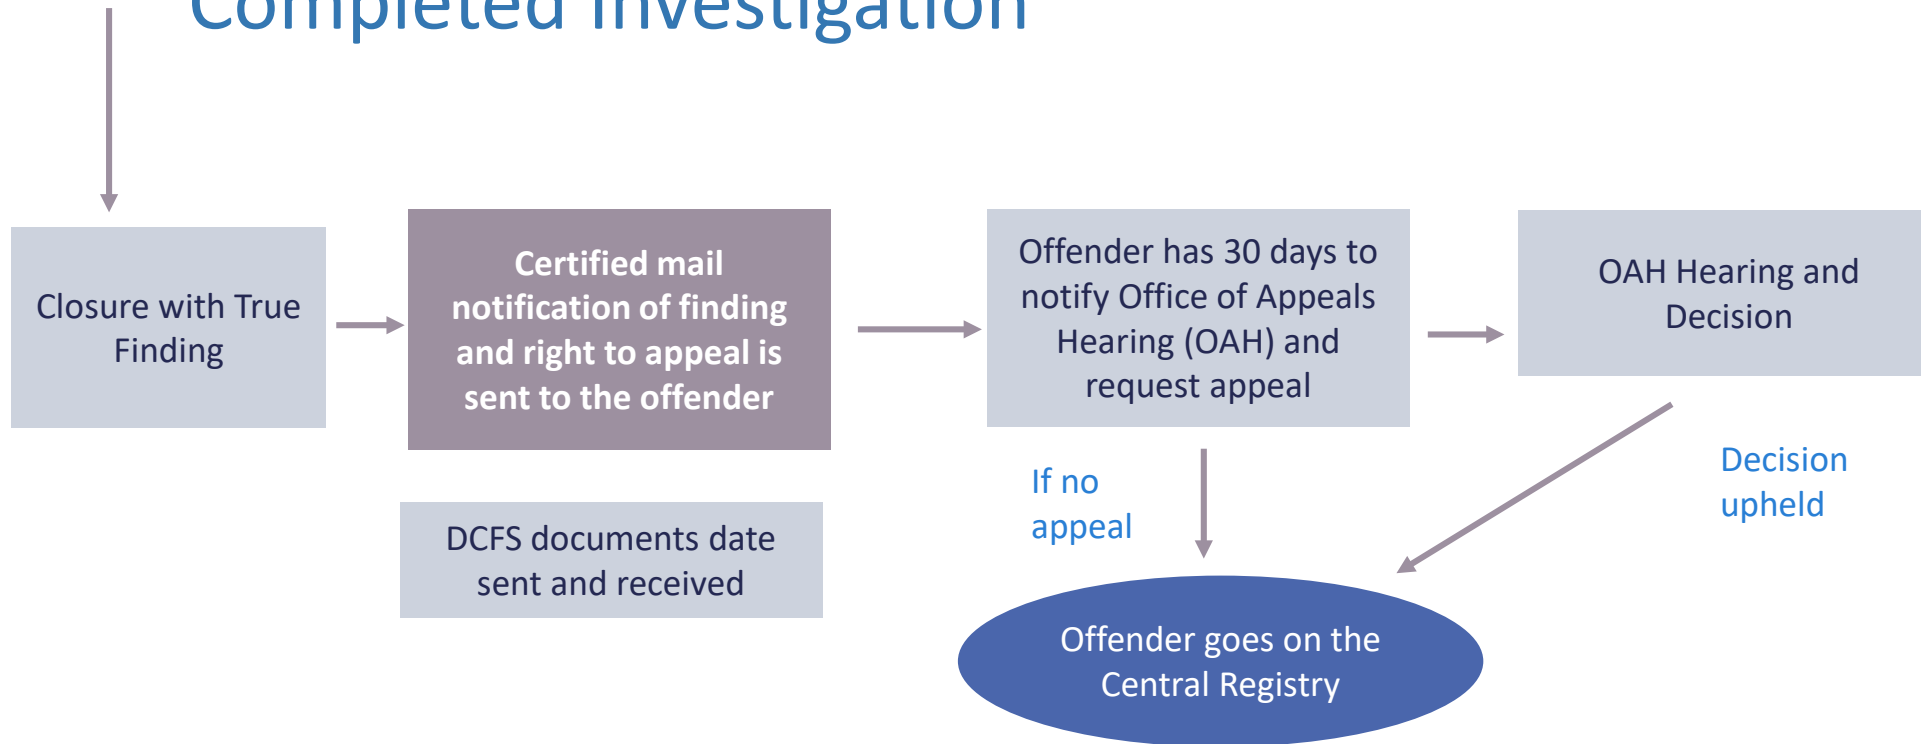 Completed Investigation
Closure with True
Finding
Certified mail
notification of finding
and right to appeal is
sent to the offender
DCFS documents date
sent and received
Offender has 30 days to
notify Office of Appeals
Hearing (OAH) and
request appeal
OAH Hearing and
Decision
If no
appeal
Decision
upheld
Offender goes on the
Central Registry